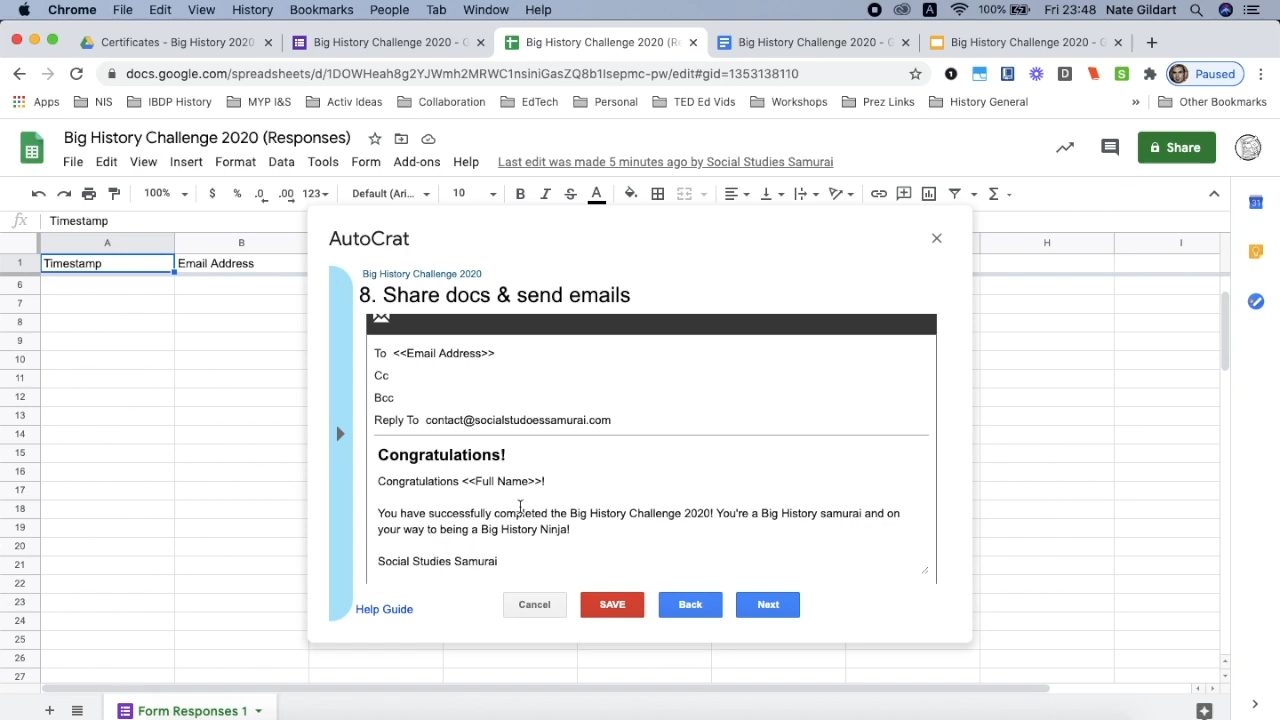 Chrome File Edit View History Bookmarks People Tab Window Help 100% Fri 23:48 Nate Gildart
Certificates - Big History 2020 Big History Challenge 2020 - G Big History Challenge 2020 (Re Big History Challenge 2020 - G Big History Challenge 2020 - G
docs.google.com/spreadsheets/d/1DOWHeah8g2YJWmh2MRWC1nsiniGasZQ8b1Isepmc-pw/edit#gid=1353138110 Paused
Apps NIS IBDP History MYP I&S Activ Ideas Collaboration EdTech Personal TED Ed Vids Workshops Prez Links History General » Other Bookmarks
Big History Challenge 2020 (Responses)
File Edit View Insert Format Data Tools Form Add-ons Help Last edit was made 5 minutes ago by Social Studies Samurai
Share
100% $ % .0 .00 123 Default (Ari... 10 B I S A
fx Timestamp
A B H I
1 Timestamp Email Address
6
7
8
9
10
11
12
13
14
15
16
17
18
19
20
21
22
23
24
25
26
27
AutoCrat
Big History Challenge 2020
8. Share docs & send emails
To <<Email Address>>
Cc
Bcc
Reply To contact@socialstudoessamurai.com
Congratulations!
Congratulations <<Full Name>>!
You have successfully completed the Big History Challenge 2020! You're a Big History samurai and on
your way to being a Big History Ninja!
Social Studies Samurai
Help Guide Cancel SAVE Back Next
Form Responses 1